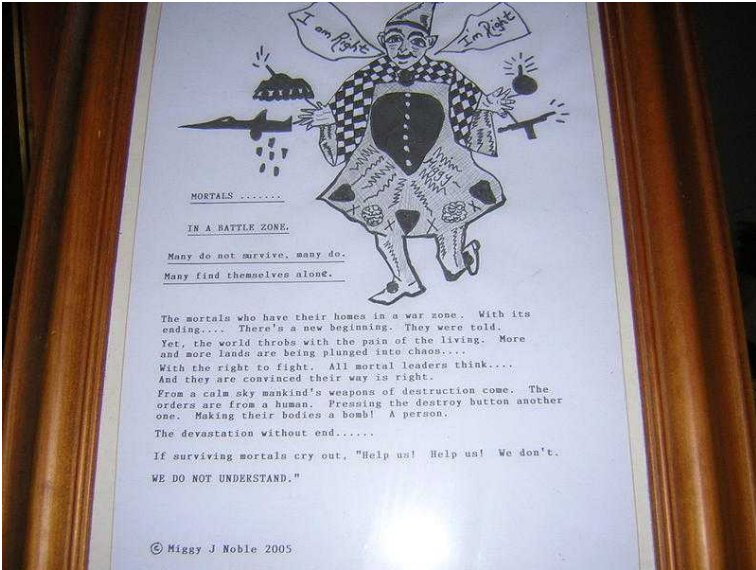 I am Right
I'm Right
Miggy
MORTALS .......
IN A BATTLE ZONE.
Many do not survive, many do.
Many find themselves alone.
The mortals who have their homes in a war zone. With its
ending.... There's a new beginning. They were told.
Yet, the world throbs with the pain of the living. More
and more lands are being plunged into chaos....
With the right to fight. All mortal leaders think....
And they are convinced their way is right.
From a calm sky mankind's weapons of destruction come. The
orders are from a human. Pressing the destroy button another
one. Making their bodies a bomb! A person.
The devastation without end......
If surviving mortals cry out, "Help us! Help us! We don't.
WE DO NOT UNDERSTAND."
© Miggy J Noble 2005